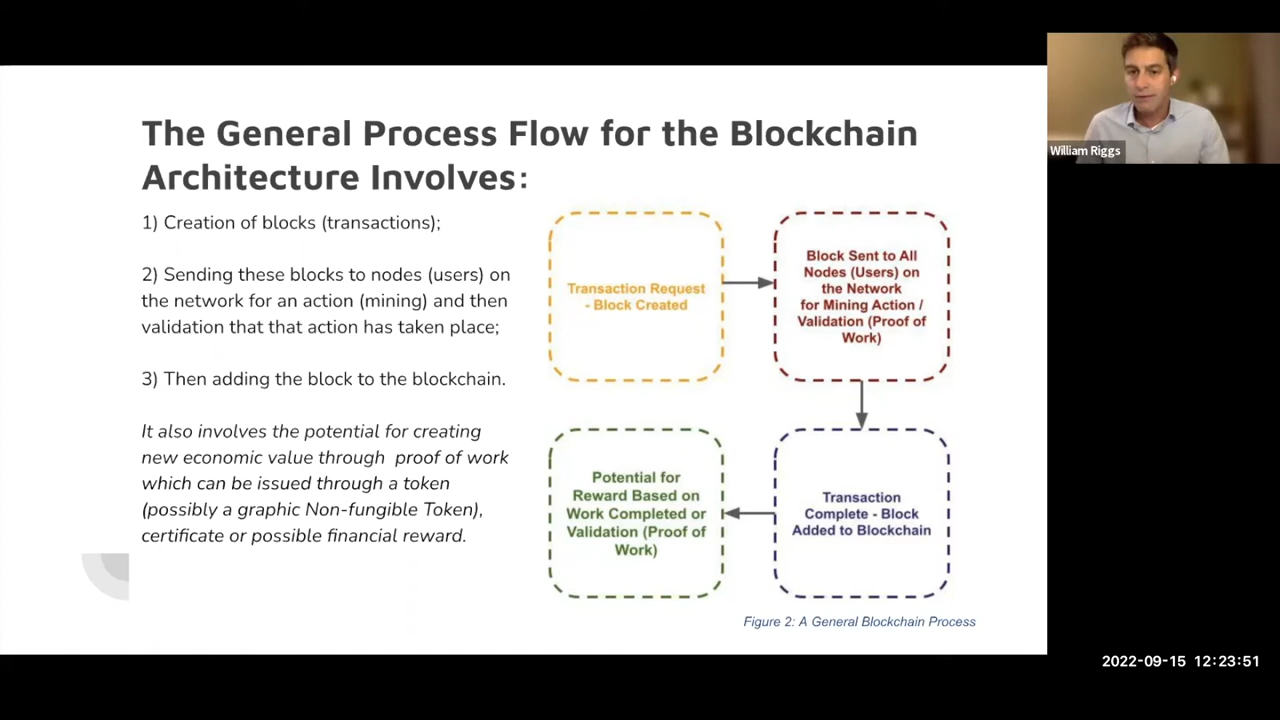 The General Process Flow for the Blockchain
Architecture Involves:
1) Creation of blocks (transactions);
2) Sending these blocks to nodes (users) on
the network for an action (mining) and then
validation that that action has taken place;
3) Then adding the block to the blockchain.
It also involves the potential for creating
new economic value through  proof of work
which can be issued through a token
(possibly a graphic Non-fungible Token),
certificate or possible financial reward.
Transaction Request
- Block Created
Block Sent to All
Nodes (Users) on
the Network
for Mining Action /
Validation (Proof of
Work)
Potential for
Reward Based on
Work Completed or
Validation (Proof of
Work)
Transaction
Complete - Block
Added to Blockchain
Figure 2: A General Blockchain Process
William Riggs
2022-09-15 12:23:51